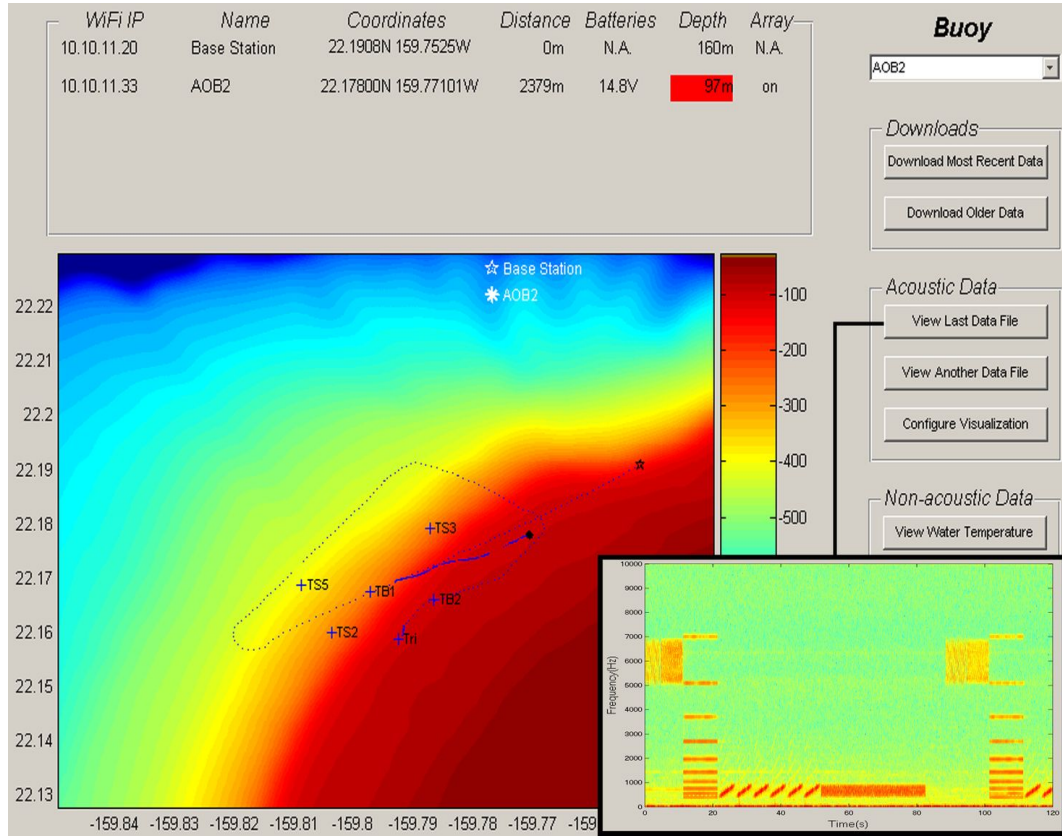 WiFi IP Name Coordinates Distance Batteries Depth Array
10.10.11.20 Base Station 22.1908N 159.7525W 0m N.A. 160m N.A.
10.10.11.33 AOB2 22.17800N 159.77101W 2379m 14.8V 97m on
Buoy
AOB2
Downloads
Download Most Recent Data
Download Older Data
Acoustic Data
View Last Data File
View Another Data File
Configure Visualization
Non-acoustic Data
View Water Temperature
Base Station
AOB2
22.22
22.21
22.2
22.19
22.18
22.17
22.16
22.15
22.14
22.13
TS3
TS5
TB1
TB2
TS2
Tri
-159.84 -159.83 -159.82 -159.81 -159.8 -159.79 -159.78 -159.77 -159
-100
-200
-300
-400
-500
10000
9000
8000
7000
6000
5000
4000
3000
2000
1000
0
Frequency(Hz)
0 20 40 60 80 100 120
Time(s)